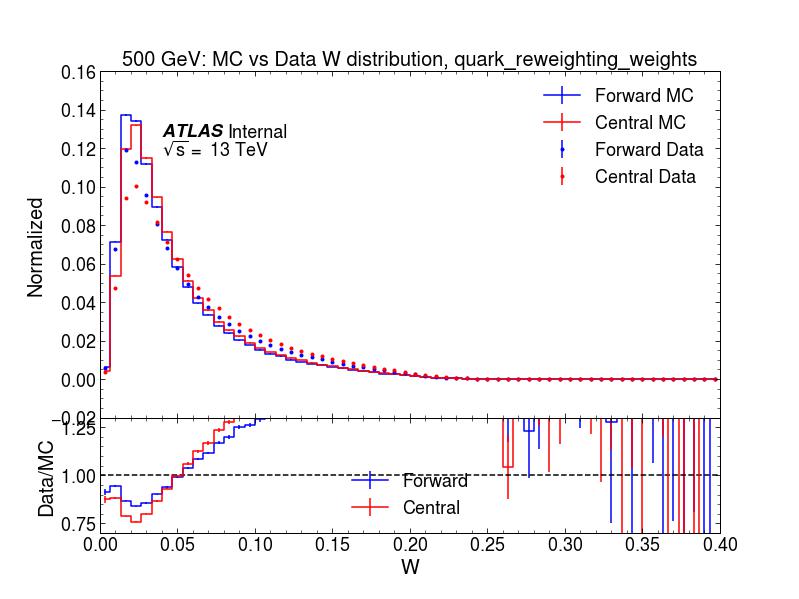 500 GeV: MC vs Data W distribution, quark_reweighting_weights
0.16
0.14
0.12
0.10
0.08
0.06
0.04
0.02
0.00
−0.02
Normalized
ATLAS Internal
√s = 13 TeV
Forward MC
Central MC
Forward Data
Central Data
1.25
1.00
0.75
Data/MC
Forward
Central
0.00 0.05 0.10 0.15 0.20 0.25 0.30 0.35 0.40
W